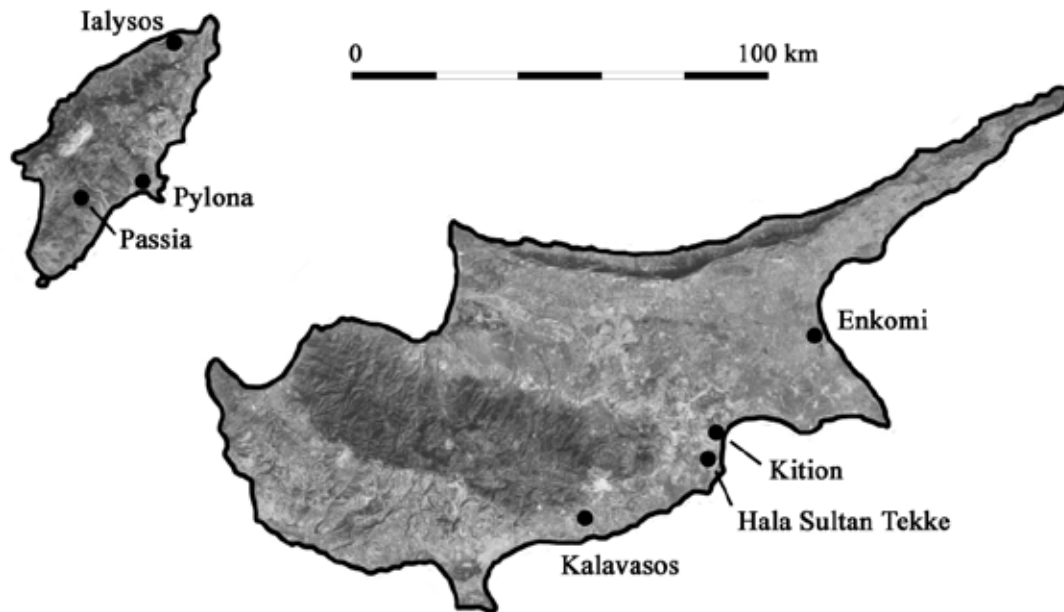 Ialysos
0 100 km
Pylona
Passia
Enkomi
Kition
Hala Sultan Tekke
Kalavasos